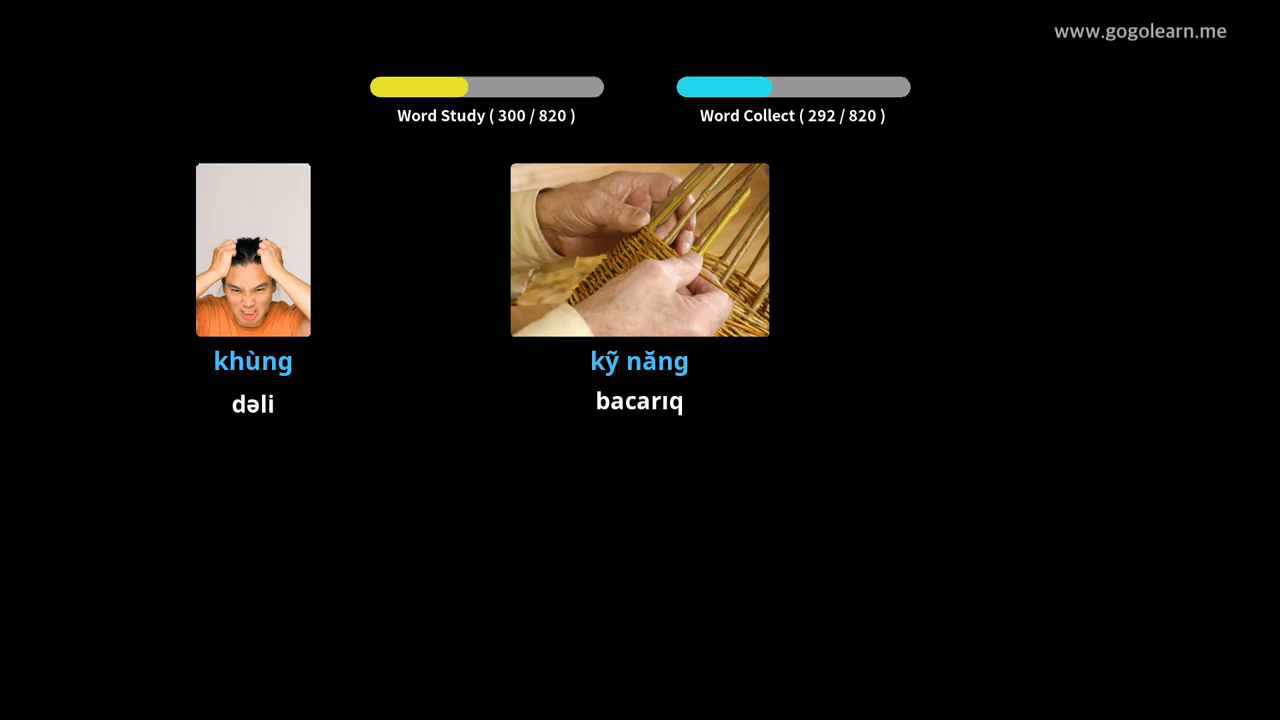 www.gogolearn.me
Word Study ( 300 / 820 )
Word Collect ( 292 / 820 )
khùng
dəli
kỹ năng
bacarıq